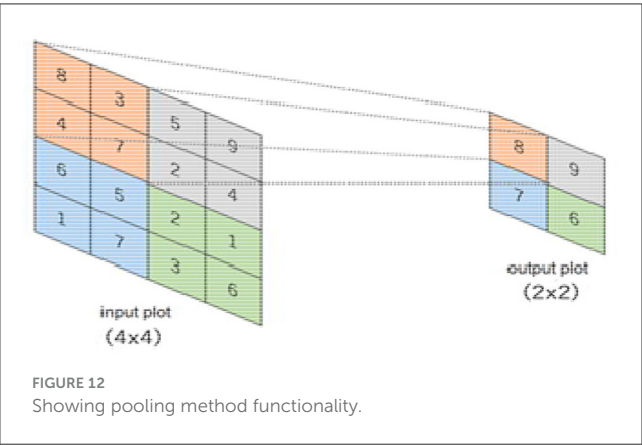 8 3 5 9
4 7 2 4
6 5 2 1
1 7 3 6
input plot
(4x4)
8 9
7 6
output plot
(2x2)
FIGURE 12
Showing pooling method functionality.